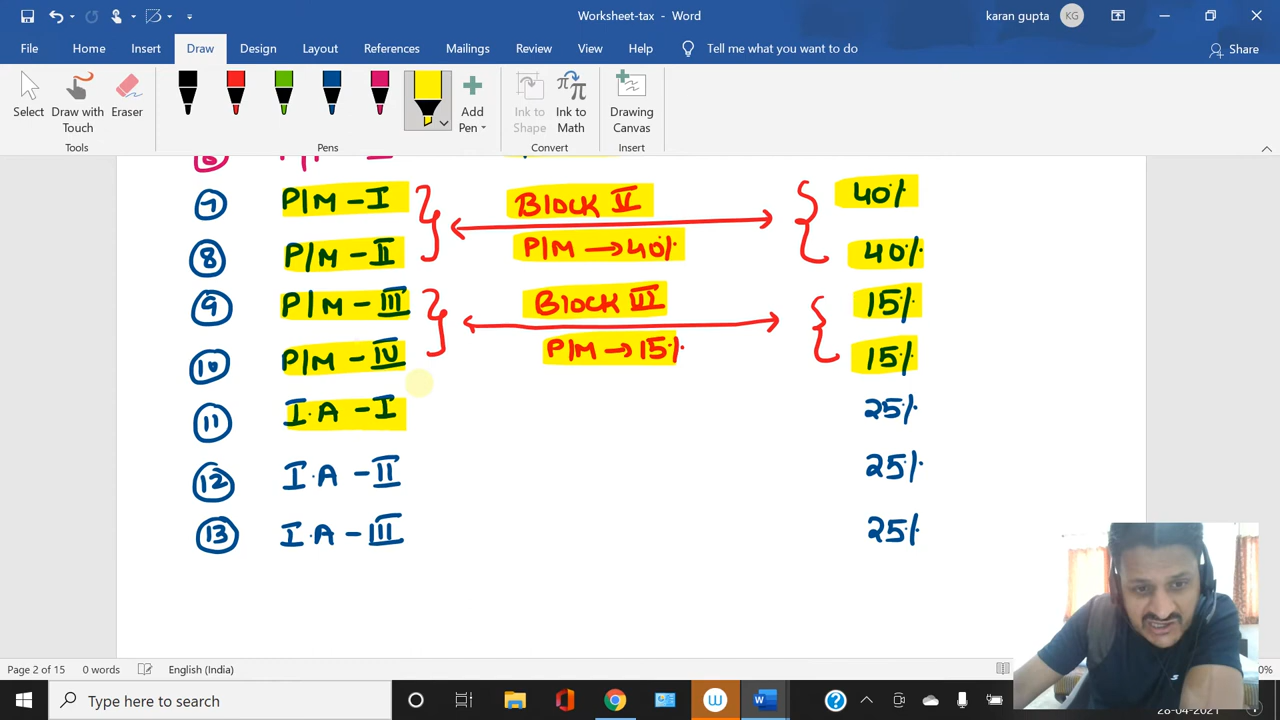 Worksheet-tax - Word
karan gupta KG
File Home Insert Draw Design Layout References Mailings Review View Help Tell me what you want to do Share
Select Draw with Touch Eraser Add Pen Ink to Shape Ink to Math Drawing Canvas
Tools Pens Convert Insert
7 P/M - I Block II 40%
8 P/M - II P/M → 40% 40%
9 P/M - III Block III 15%
10 P/M - IV P/M → 15% 15%
11 I.A - I 25%
12 I.A - II 25%
13 I.A - III 25%
Page 2 of 15 0 words English (India)
Type here to search
28-04-2021